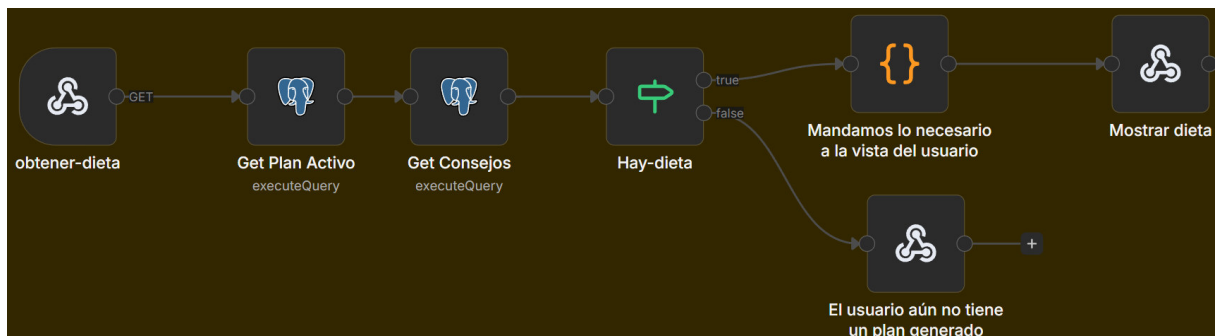 GET
true
false
obtener-dieta
Get Plan Activo
executeQuery
Get Consejos
executeQuery
Hay-dieta
Mandamos lo necesario
a la vista del usuario
Mostrar dieta
El usuario aún no tiene
un plan generado